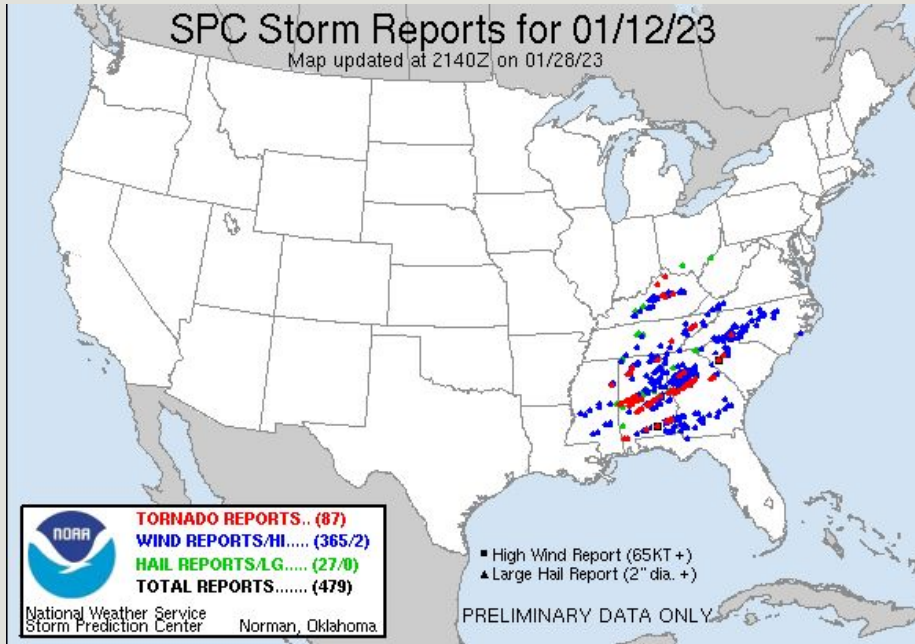 SPC Storm Reports for 01/12/23
Map updated at 2140Z on 01/28/23
NOAA
TORNADO REPORTS.. (87)
WIND REPORTS/HI..... (365/2)
HAIL REPORTS/LG..... (27/0)
TOTAL REPORTS....... (479)
National Weather Service
Storm Prediction Center Norman, Oklahoma
High Wind Report (65KT +)
Large Hail Report (2" dia. +)
PRELIMINARY DATA ONLY